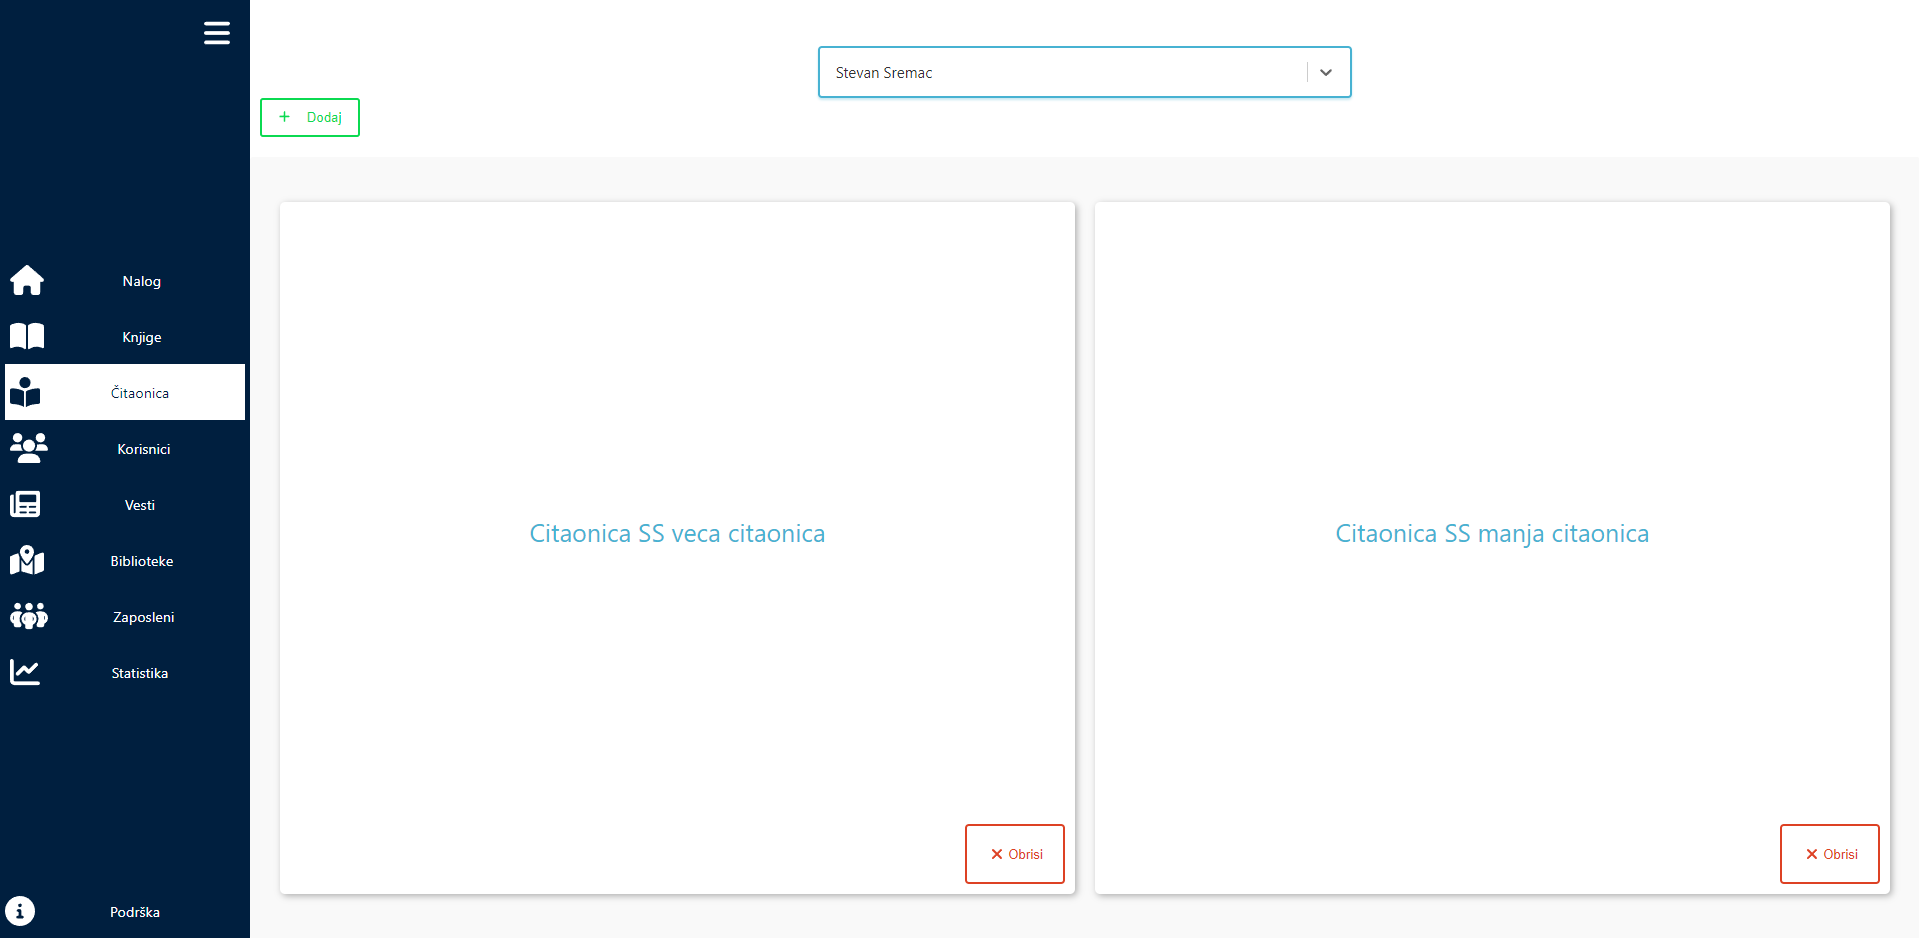 Nalog
Knjige
Čitaonica
Korisnici
Vesti
Biblioteke
Zaposleni
Statistika
Podrška
Stevan Sremac
Dodaj
Citaonica SS veca citaonica
Obrisi
Citaonica SS manja citaonica
Obrisi